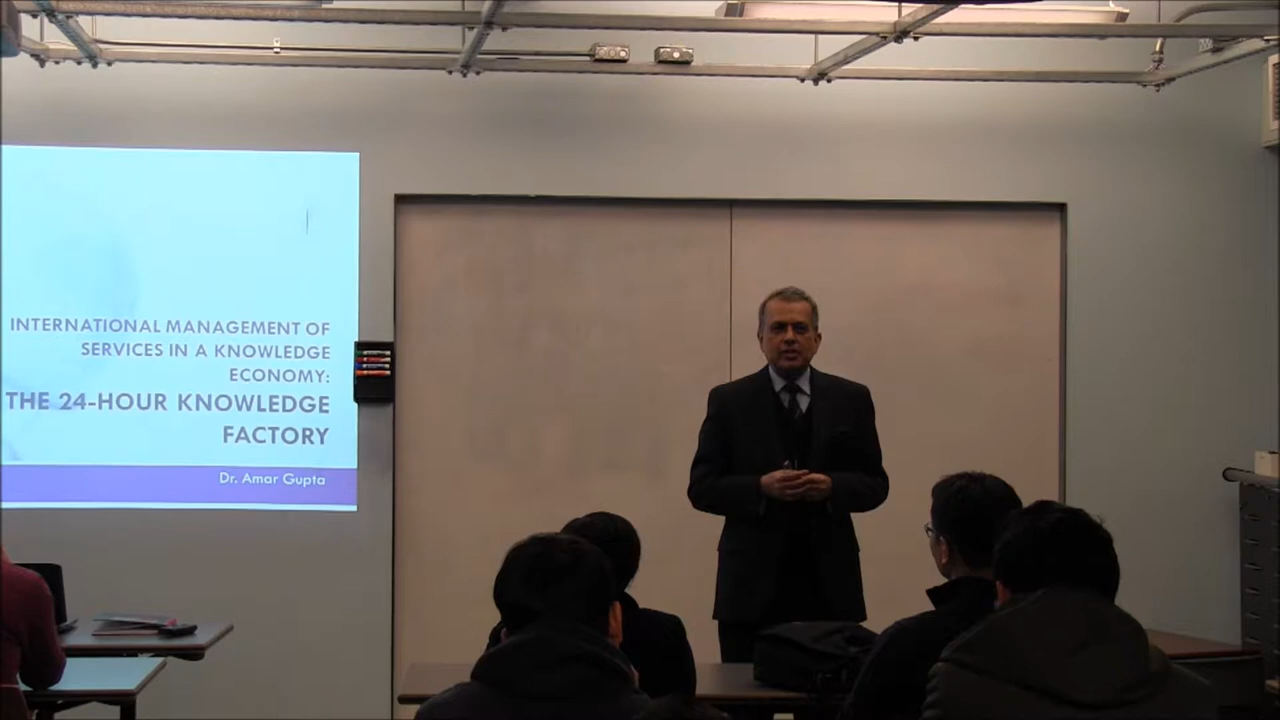 INTERNATIONAL MANAGEMENT OF
SERVICES IN A KNOWLEDGE
ECONOMY:
THE 24-HOUR KNOWLEDGE
FACTORY
Dr. Amar Gupta